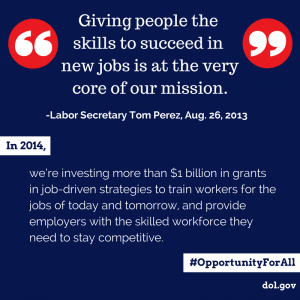 Giving people the
skills to succeed in
new jobs is at the very
core of our mission.
-Labor Secretary Tom Perez, Aug. 26, 2013
In 2014,
we're investing more than $1 billion in grants
in job-driven strategies to train workers for the
jobs of today and tomorrow, and provide
employers with the skilled workforce they
need to stay competitive.
#OpportunityForAll
dol.gov